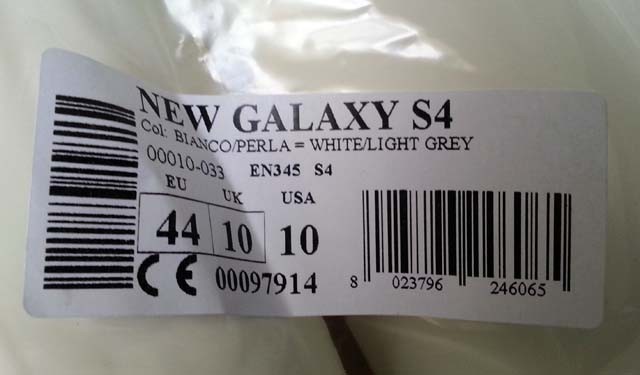 NEW GALAXY S4
Col: BIANCO/PERLA = WHITE/LIGHT GREY
00010-033 EN345 S4
EU UK USA
44 10 10
CE 00097914
8 023796 246065